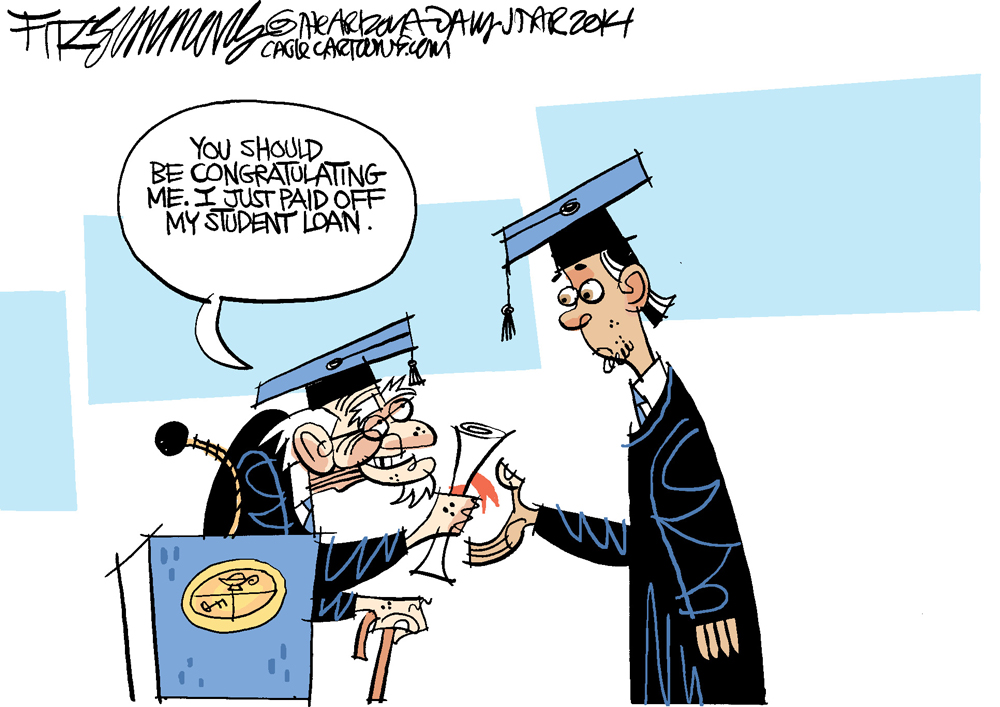 FITZSIMMONS © THE ARIZONA DAILY STAR 2014
CAGLECARTOONS.COM
YOU SHOULD
BE CONGRATULATING
ME. I JUST PAID OFF
MY STUDENT LOAN.